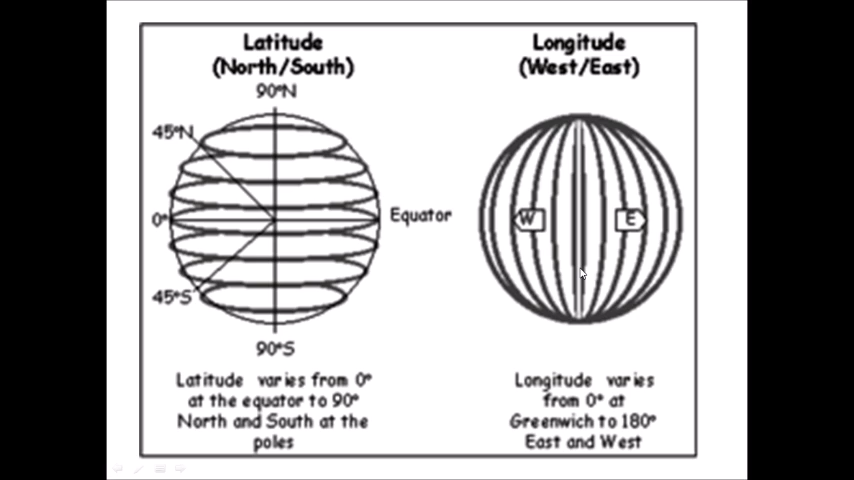 Latitude
(North/South)
90°N
45°N
0°
Equator
45°S
90°S
Latitude varies from 0°
at the equator to 90°
North and South at the
poles
Longitude
(West/East)
W
E
Longitude varies
from 0° at
Greenwich to 180°
East and West